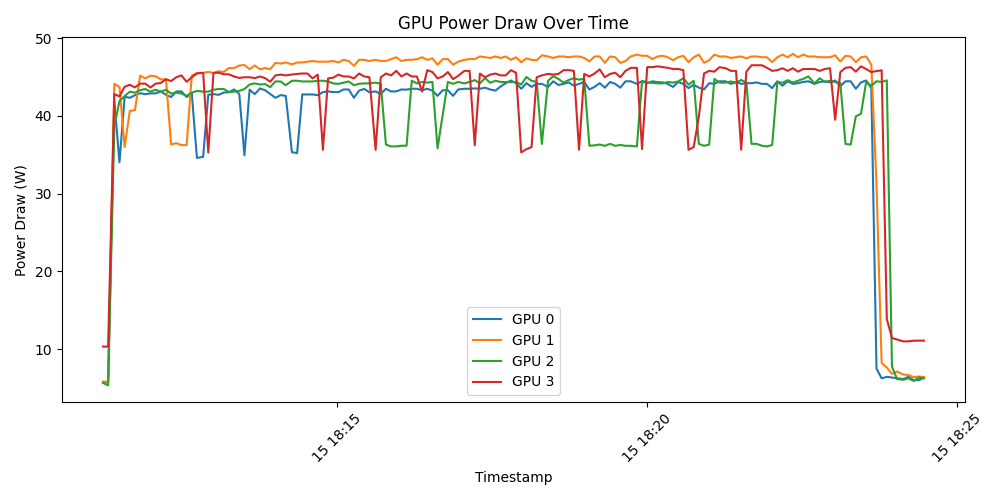 GPU Power Draw Over Time
Power Draw (W)
50
40
30
20
10
GPU 0
GPU 1
GPU 2
GPU 3
15 18:15
15 18:20
15 18:25
Timestamp